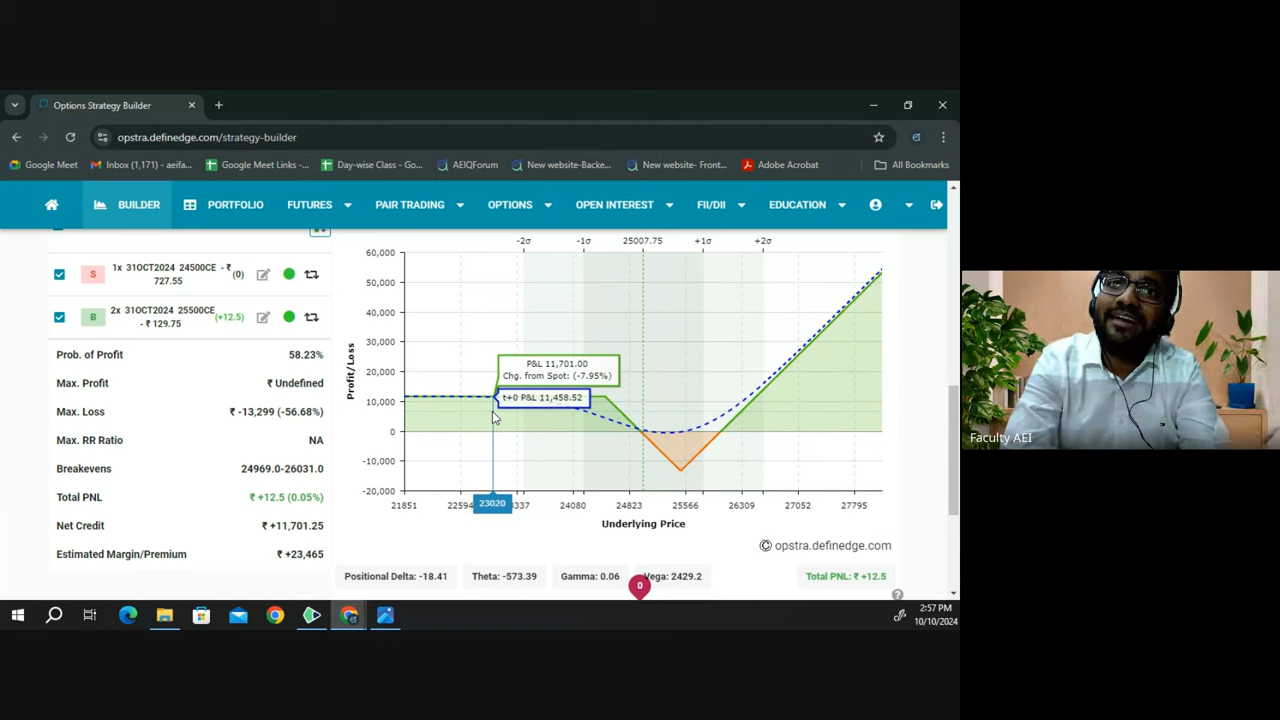 Options Strategy Builder
opstra.definedge.com/strategy-builder
Google Meet
Inbox (1,171) - aeifa...
Google Meet Links -...
Day-wise Class - Go...
AEIQForum
New website-Backe...
New website- Front...
Adobe Acrobat
All Bookmarks
BUILDER
PORTFOLIO
FUTURES
PAIR TRADING
OPTIONS
OPEN INTEREST
FII/DII
EDUCATION
S
1x 31OCT2024 24500CE - ₹ (0)
727.55
B
2x 31OCT2024 25500CE (+12.5)
- ₹ 129.75
Prob. of Profit 58.23%
Max. Profit ₹ Undefined
Max. Loss ₹ -13,299 (-56.68%)
Max. RR Ratio NA
Breakevens 24969.0-26031.0
Total PNL ₹ +12.5 (0.05%)
Net Credit ₹ +11,701.25
Estimated Margin/Premium ₹ +23,465
-2σ -1σ 25007.75 +1σ +2σ
60,000
50,000
40,000
30,000
20,000
10,000
0
-10,000
-20,000
Profit/Loss
P&L 11,701.00
Chg. from Spot: (-7.95%)
t+0 P&L 11,458.52
21851 22594 23020 3337 24080 24823 25566 26309 27052 27795
Underlying Price
© opstra.definedge.com
Positional Delta: -18.41
Theta: -573.39
Gamma: 0.06
0
Vega: 2429.2
Total PNL: ₹ +12.5
2:57 PM
10/10/2024
Faculty AEI